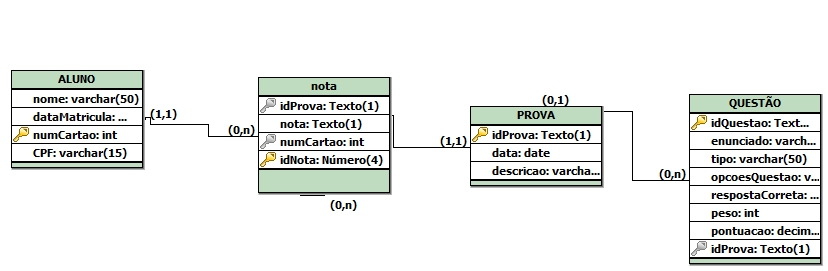 ALUNO
nome: varchar(50)
dataMatricula: ...
numCartao: int
CPF: varchar(15)
(1,1)
(0,n)
nota
idProva: Texto(1)
nota: Texto(1)
numCartao: int
idNota: Número(4)
(0,n)
(1,1)
PROVA
idProva: Texto(1)
data: date
descricao: varcha...
(0,1)
(0,n)
QUESTÃO
idQuestao: Text...
enunciado: varch...
tipo: varchar(50)
opcoesQuestao: v...
respostaCorreta: ...
peso: int
pontuacao: decim...
idProva: Texto(1)